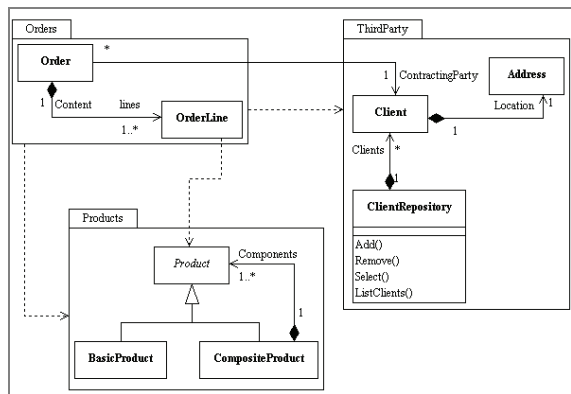 Orders
ThirdParty
Order
*
1
ContractingParty
Address
1
Content
lines
1..*
OrderLine
Client
1
Location
1
Clients
*
1
ClientRepository
Add()
Remove()
Select()
ListClients()
Products
Product
Components
1..*
1
BasicProduct
CompositeProduct